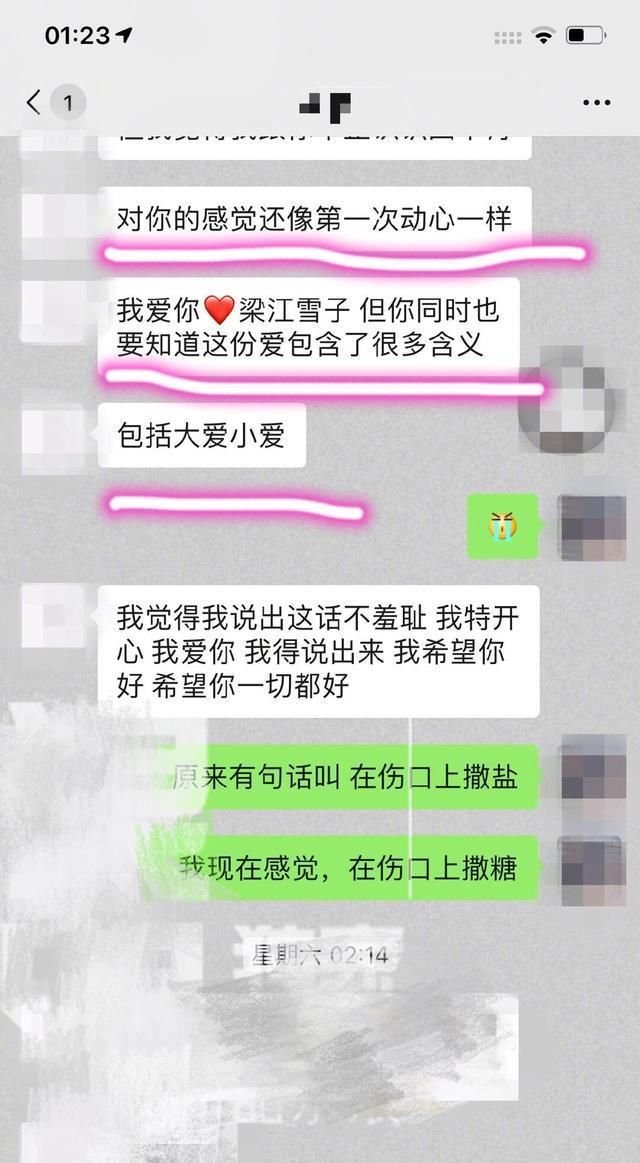 01:23
1
对你的感觉还像第一次动心一样
我爱你❤️梁江雪子 但你同时也
要知道这份爱包含了很多含义
包括大爱小爱
😭
我觉得我说出这话不羞耻 我特开
心 我爱你 我得说出来 我希望你
好 希望你一切都好
原来有句话叫 在伤口上撒盐
我现在感觉，在伤口上撒糖
星期六 02:14